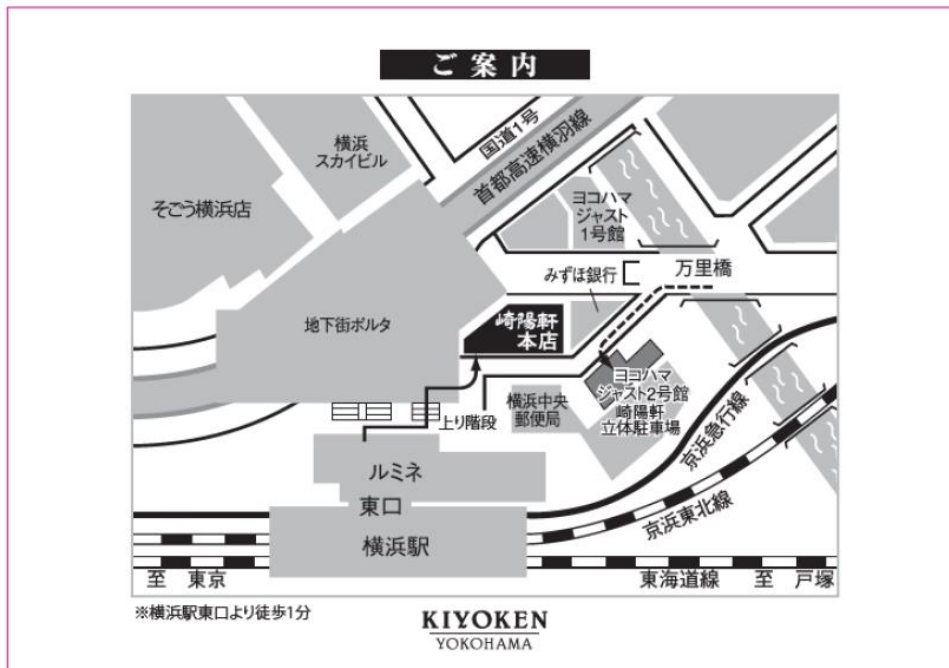 ご案内
国道1号
首都高速横羽線
横浜
スカイビル
そごう横浜店
ヨコハマ
ジャスト
1号館
みずほ銀行
万里橋
地下街ポルタ
崎陽軒
本店
ヨコハマ
ジャスト2号館
崎陽軒
立体駐車場
上り階段
横浜中央
郵便局
京浜急行線
京浜東北線
ルミネ
東口
横浜駅
至 東京
東海道線 至 戸塚
※横浜駅東口より徒歩1分
KIYOKEN
YOKOHAMA